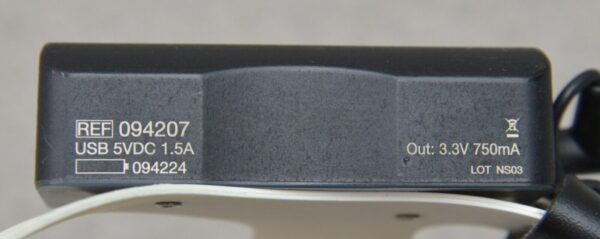 REF 094207
USB 5VDC 1.5A
094224
Out: 3.3V 750mA
LOT NS03